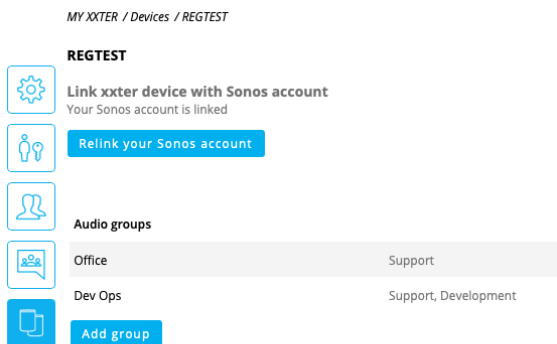 MY XXTER / Devices / REGTEST
REGTEST
Link xxter device with Sonos account
Your Sonos account is linked
Relink your Sonos account
Audio groups
Office Support
Dev Ops Support, Development
Add group